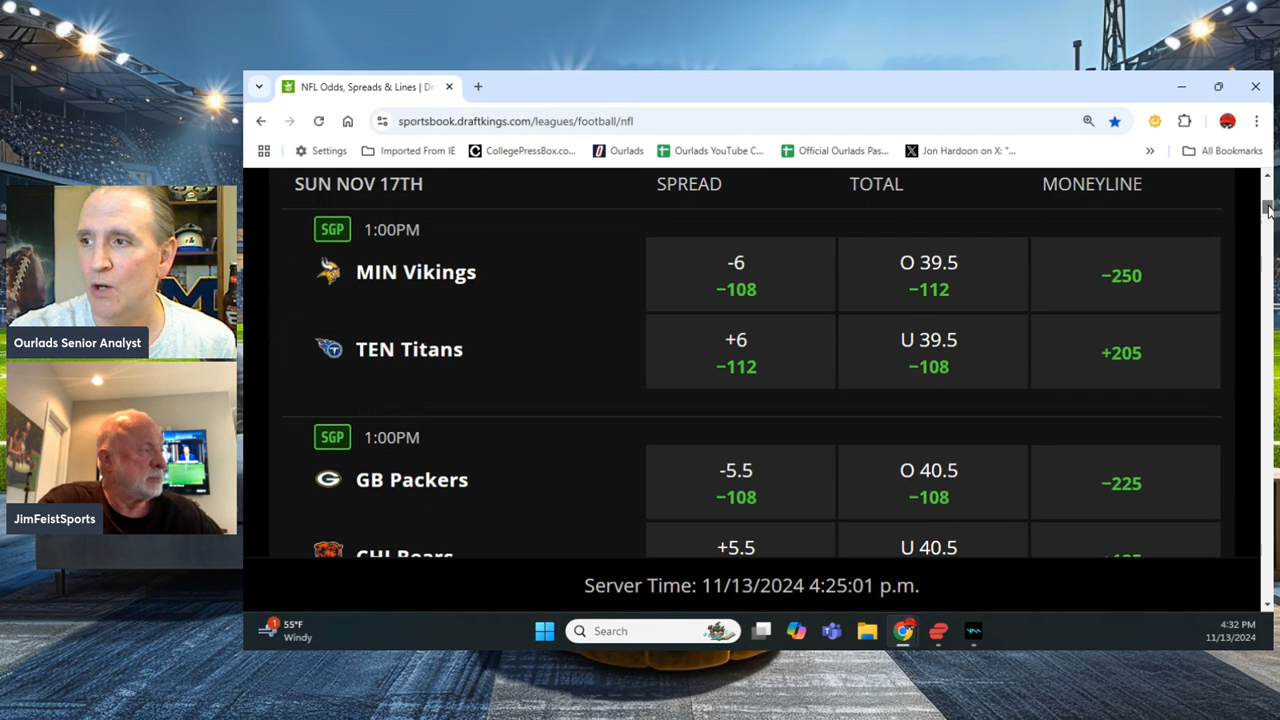 NFL Odds, Spreads & Lines | Dr
sportsbook.draftkings.com/leagues/football/nfl
Settings Imported From IE CollegePressBox.co... Ourlads Ourlads YouTube C... Official Ourlads Pas... Jon Hardoon on X: "... » All Bookmarks
SUN NOV 17TH SPREAD TOTAL MONEYLINE
SGP 1:00PM
MIN Vikings -6 −108 O 39.5 −112 −250
TEN Titans +6 −112 U 39.5 −108 +205
SGP 1:00PM
GB Packers -5.5 −108 O 40.5 −108 −225
CHI Bears +5.5 U 40.5
Server Time: 11/13/2024 4:25:01 p.m.
Ourlads Senior Analyst
JimFeistSports
1 55°F
Windy
Search
4:32 PM
11/13/2024